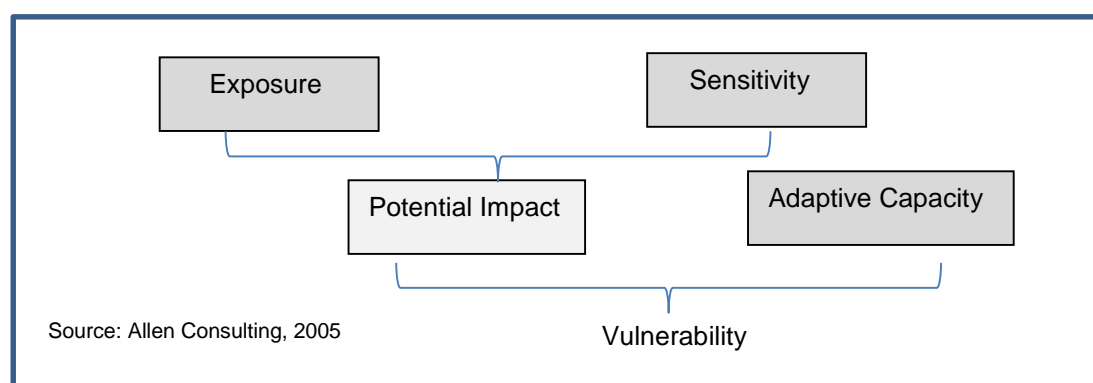 Exposure
Sensitivity
Potential Impact
Adaptive Capacity
Source: Allen Consulting, 2005
Vulnerability